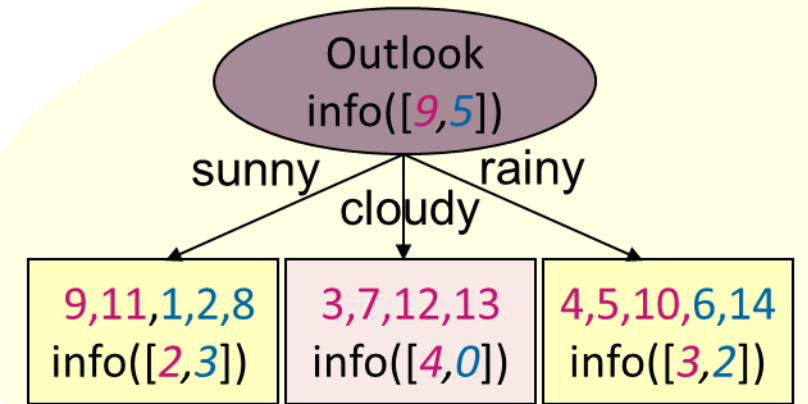 Outlook
info([9,5])
sunny
cloudy
rainy
9,11,1,2,8
info([2,3])
3,7,12,13
info([4,0])
4,5,10,6,14
info([3,2])